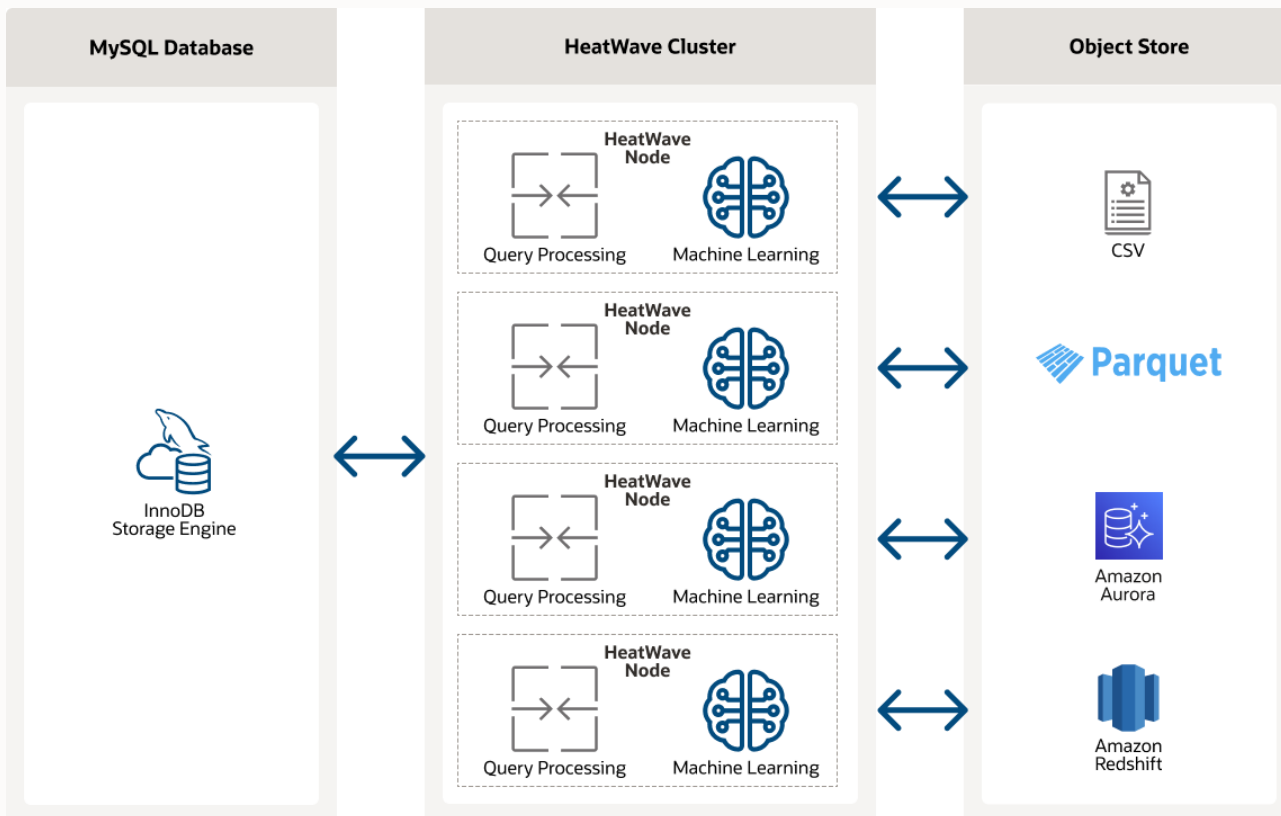 MySQL Database
HeatWave Cluster
Object Store
InnoDB
Storage Engine
HeatWave
Node
Query Processing
Machine Learning
HeatWave
Node
Query Processing
Machine Learning
HeatWave
Node
Query Processing
Machine Learning
HeatWave
Node
Query Processing
Machine Learning
CSV
Parquet
Amazon
Aurora
Amazon
Redshift